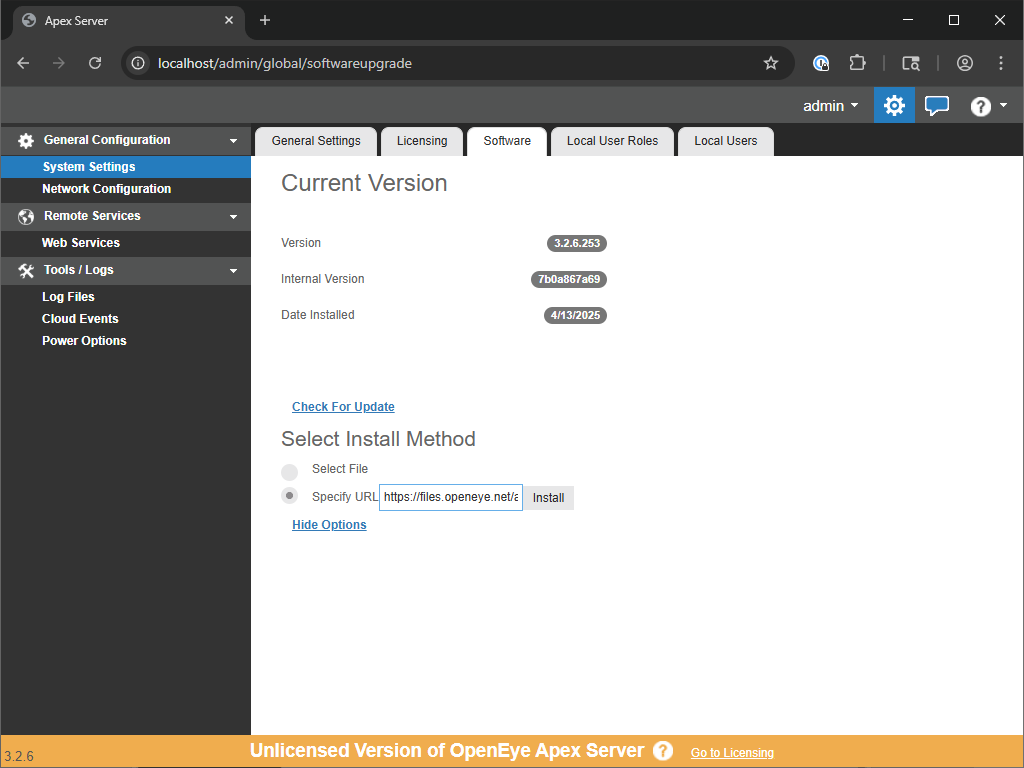 Apex Server
localhost/admin/global/softwareupgrade
admin
?
General Configuration
General Settings
Licensing
Software
Local User Roles
Local Users
System Settings
Network Configuration
Remote Services
Web Services
Tools / Logs
Log Files
Cloud Events
Power Options
Current Version
Version 3.2.6.253
Internal Version 7b0a867a69
Date Installed 4/13/2025
Check For Update
Select Install Method
Select File
Specify URL https://files.openeye.net/a Install
Hide Options
3.2.6
Unlicensed Version of OpenEye Apex Server ? Go to Licensing